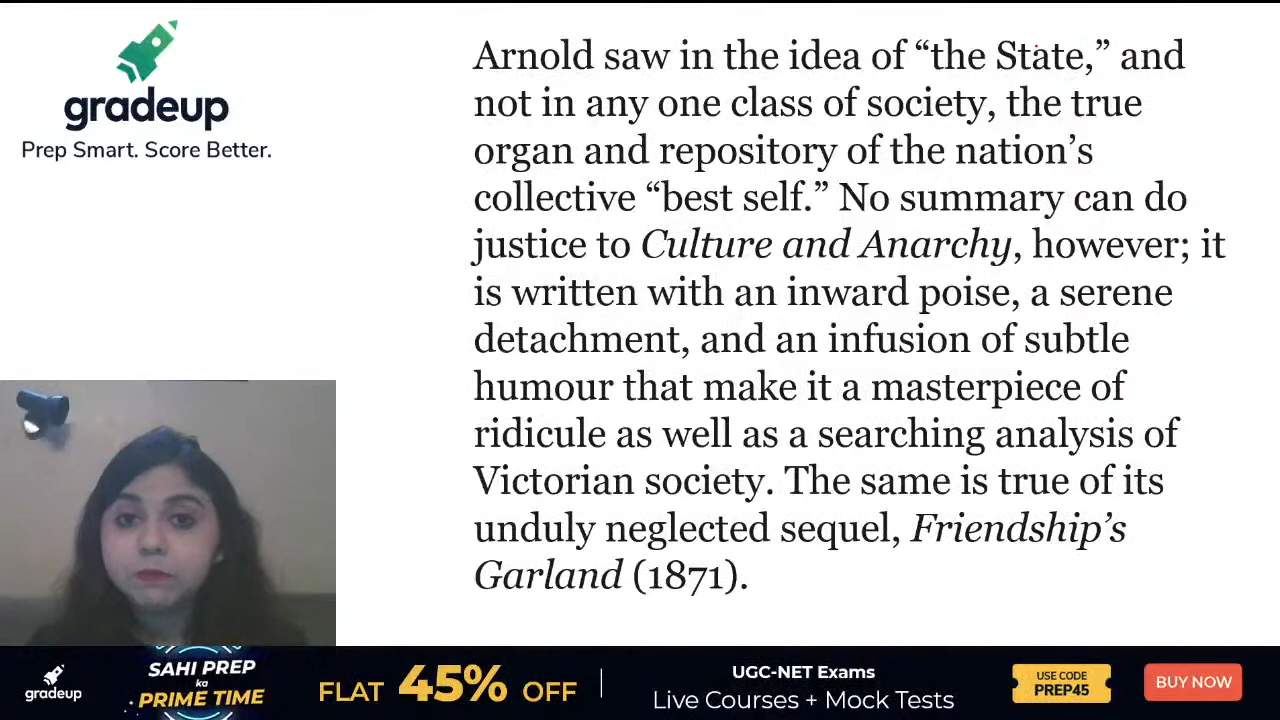 gradeup
Prep Smart. Score Better.
Arnold saw in the idea of “the State,” and
not in any one class of society, the true
organ and repository of the nation’s
collective “best self.” No summary can do
justice to Culture and Anarchy, however; it
is written with an inward poise, a serene
detachment, and an infusion of subtle
humour that make it a masterpiece of
ridicule as well as a searching analysis of
Victorian society. The same is true of its
unduly neglected sequel, Friendship’s
Garland (1871).
gradeup
SAHI PREP
ka
PRIME TIME
FLAT 45% OFF
UGC-NET Exams
Live Courses + Mock Tests
USE CODE
PREP45
BUY NOW